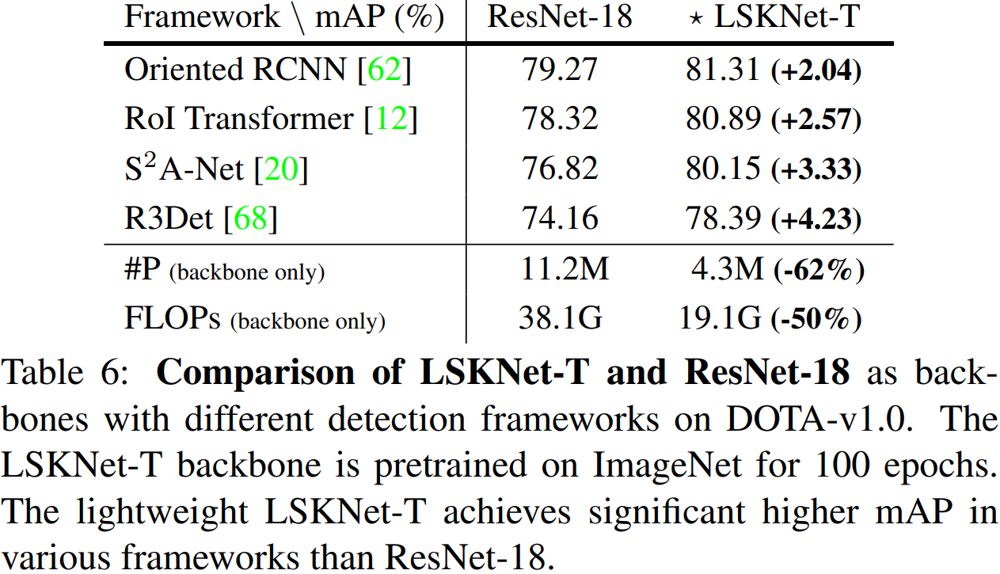 Framework \ mAP (%) ResNet-18 ⋆ LSKNet-T
Oriented RCNN [62] 79.27 81.31 (+2.04)
RoI Transformer [12] 78.32 80.89 (+2.57)
S²A-Net [20] 76.82 80.15 (+3.33)
R3Det [68] 74.16 78.39 (+4.23)
#P (backbone only) 11.2M 4.3M (-62%)
FLOPs (backbone only) 38.1G 19.1G (-50%)
Table 6: Comparison of LSKNet-T and ResNet-18 as back-
bones with different detection frameworks on DOTA-v1.0. The
LSKNet-T backbone is pretrained on ImageNet for 100 epochs.
The lightweight LSKNet-T achieves significant higher mAP in
various frameworks than ResNet-18.